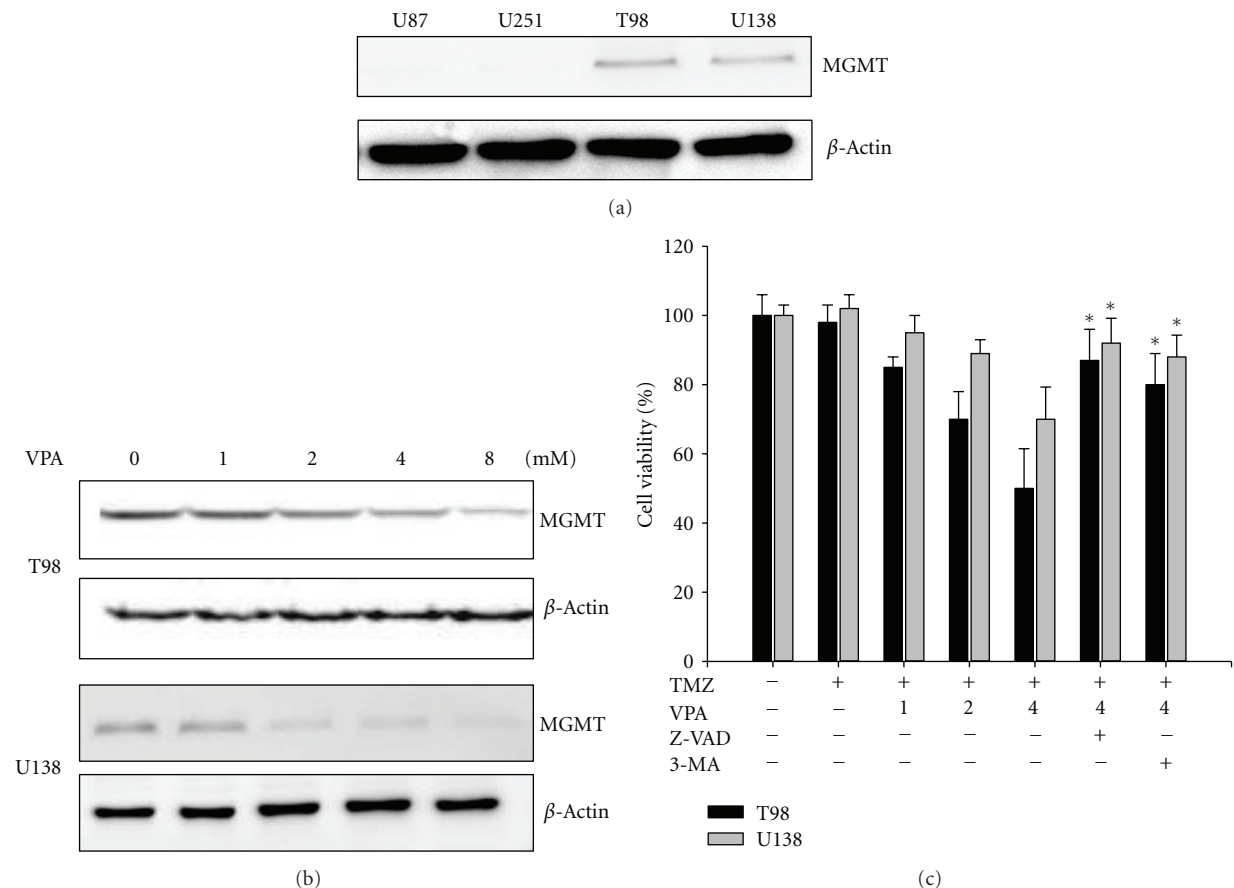 U87 U251 T98 U138
MGMT
β-Actin
(a)
VPA 0 1 2 4 8 (mM)
MGMT
T98
β-Actin
MGMT
U138
β-Actin
(b)
120
100
80
60
40
20
0
Cell viability (%)
* * * *
TMZ − + + + + + +
VPA − − 1 2 4 4 4
Z-VAD − − − − − + −
3-MA − − − − − − +
T98
U138
(c)